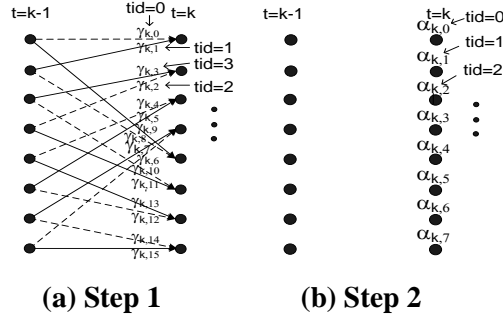 tid=0
t=k-1
t=k
γk,0
γk,1
tid=1
γk,3
tid=3
γk,2
tid=2
γk,4
γk,5
γk,9
γk,8
γk,7
γk,6
γk,10
γk,11
γk,13
γk,12
γk,14
γk,15
(a) Step 1
t=k-1
t=k
tid=0
αk,0
tid=1
αk,1
tid=2
αk,2
αk,3
αk,4
αk,5
αk,6
αk,7
(b) Step 2